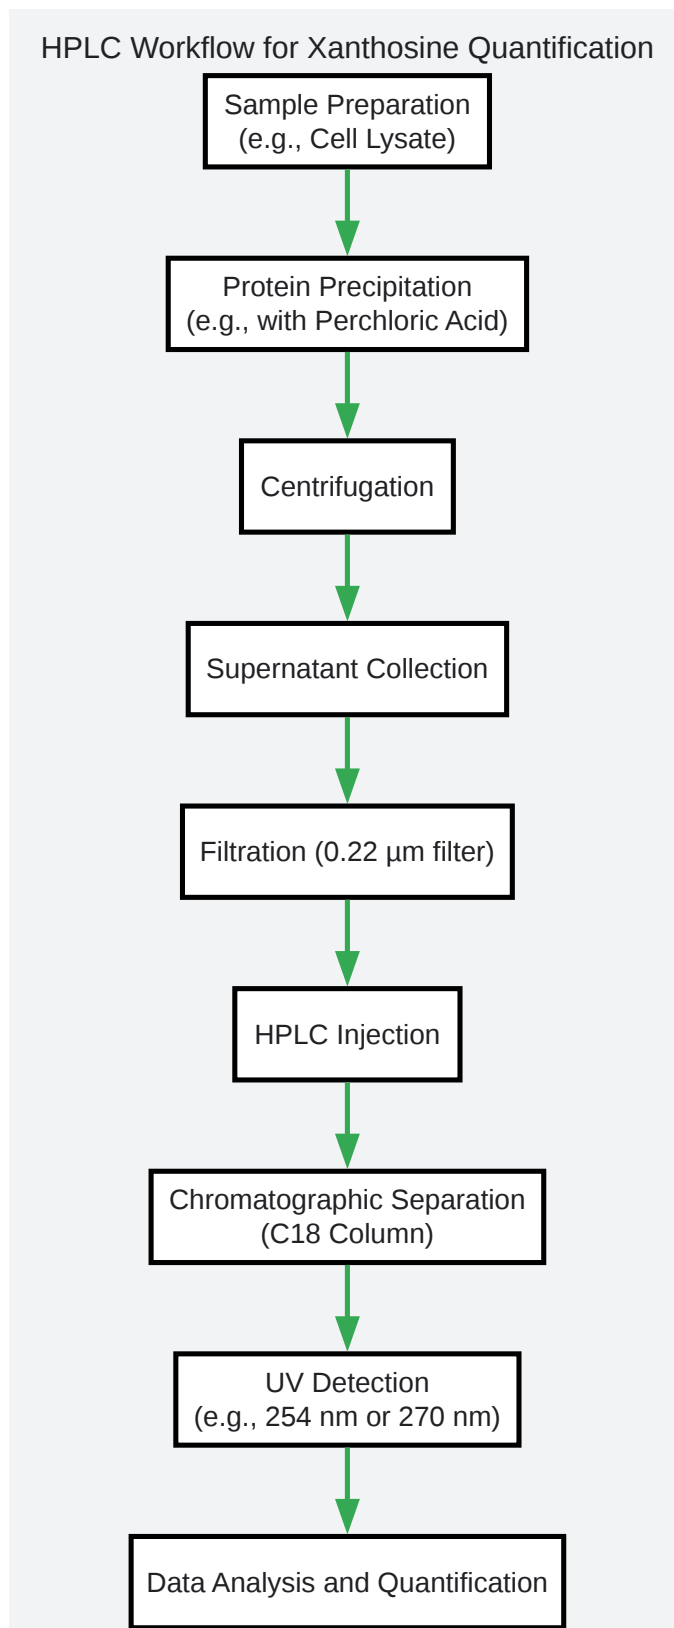 HPLC Workflow for Xanthosine Quantification
Sample Preparation
(e.g., Cell Lysate)
Protein Precipitation
(e.g., with Perchloric Acid)
Centrifugation
Supernatant Collection
Filtration (0.22 µm filter)
HPLC Injection
Chromatographic Separation
(C18 Column)
UV Detection
(e.g., 254 nm or 270 nm)
Data Analysis and Quantification